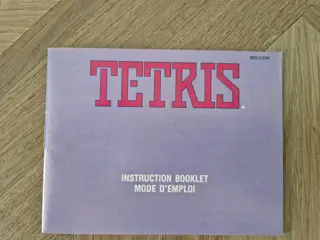 TETRIS
INSTRUCTION BOOKLET
MODE D'EMPLOI